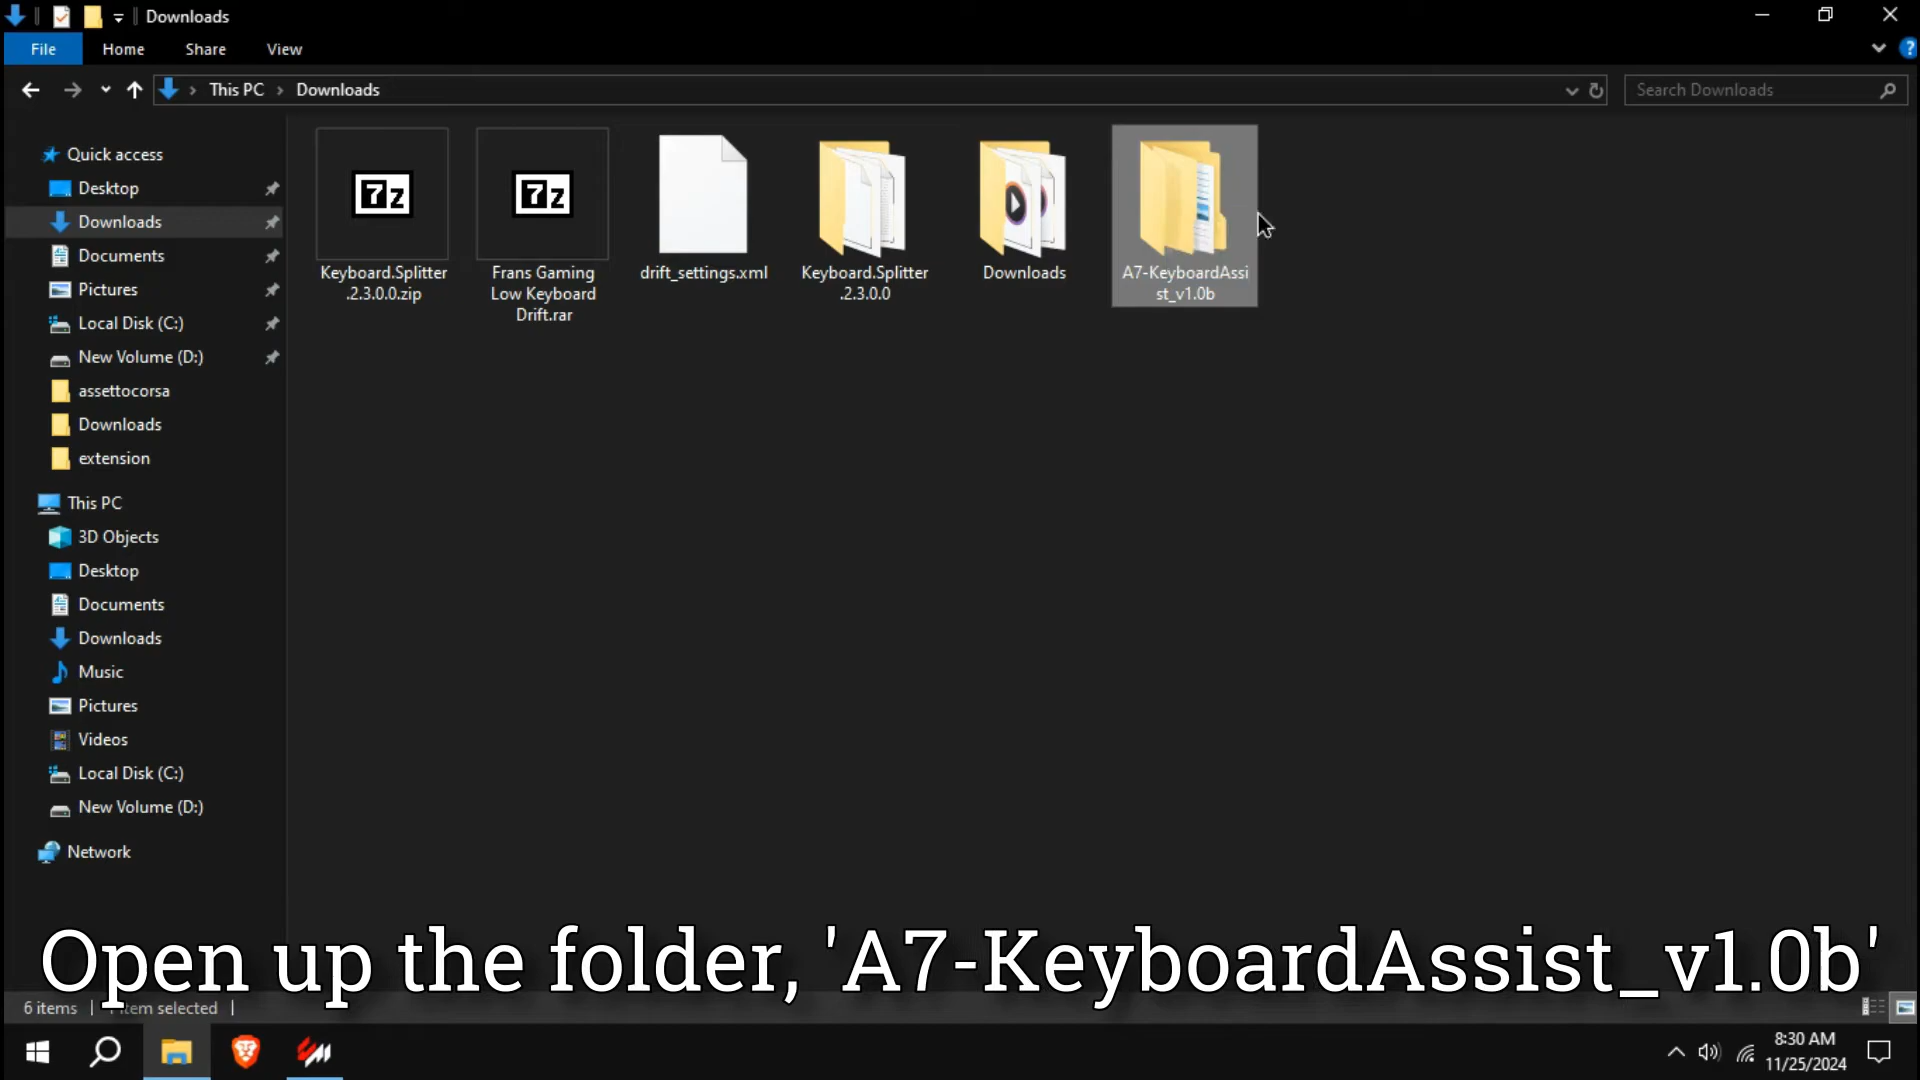 Downloads
File
Home
Share
View
This PC
Downloads
Search Downloads
Quick access
Desktop
Downloads
Documents
Pictures
Local Disk (C:)
New Volume (D:)
assettocorsa
Downloads
extension
This PC
3D Objects
Desktop
Documents
Downloads
Music
Pictures
Videos
Local Disk (C:)
New Volume (D:)
Network
7z
Keyboard.Splitter
.2.3.0.0.zip
7z
Frans Gaming
Low Keyboard
Drift.rar
drift_settings.xml
Keyboard.Splitter
.2.3.0.0
Downloads
A7-KeyboardAssi
st_v1.0b
Open up the folder, 'A7-KeyboardAssist_v1.0b'
6 items
item selected
8:30 AM
11/25/2024